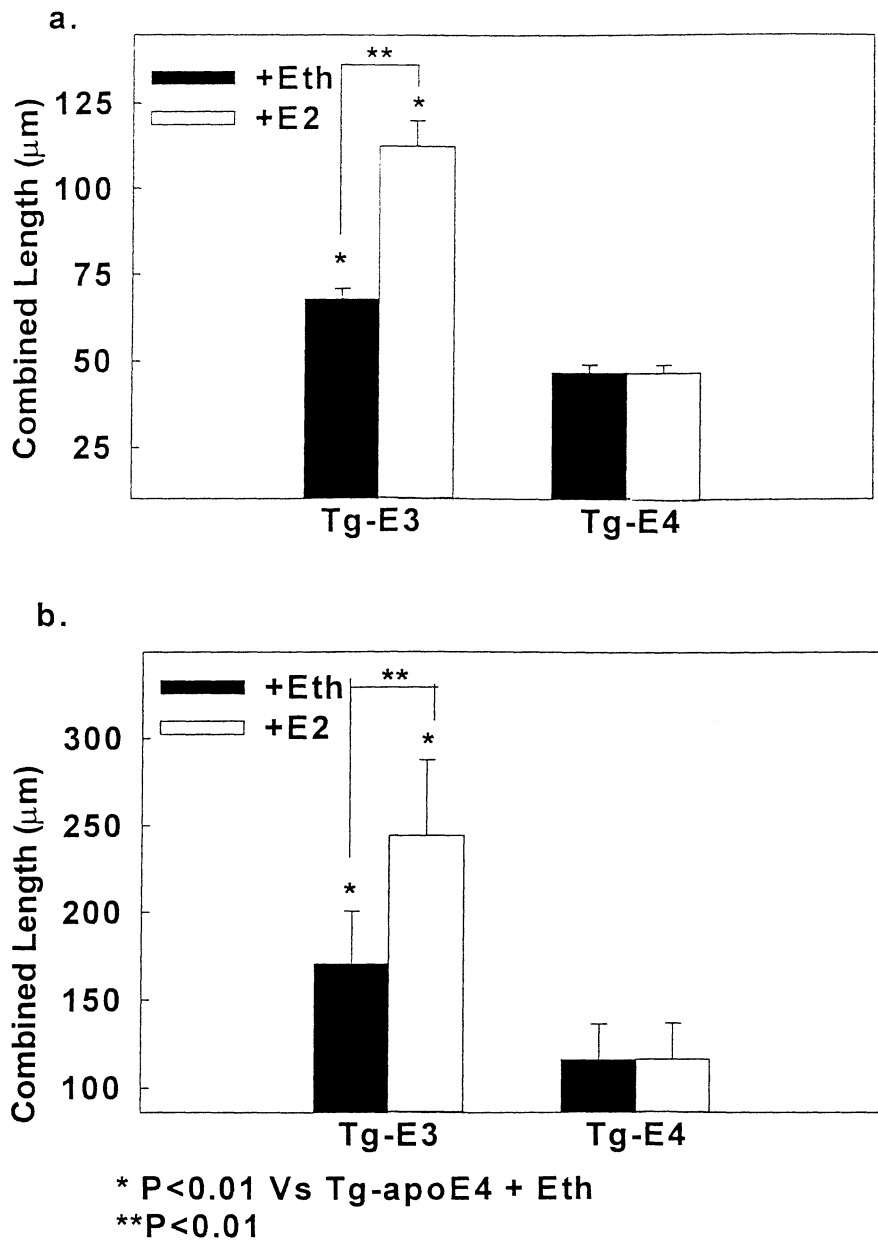 a.
Combined Length (μm)
125
100
75
50
25
+Eth
+E2
**
*
*
Tg-E3
Tg-E4
b.
Combined Length (μm)
300
250
200
150
100
+Eth
+E2
**
*
*
Tg-E3
Tg-E4
* P<0.01 Vs Tg-apoE4 + Eth
**P<0.01